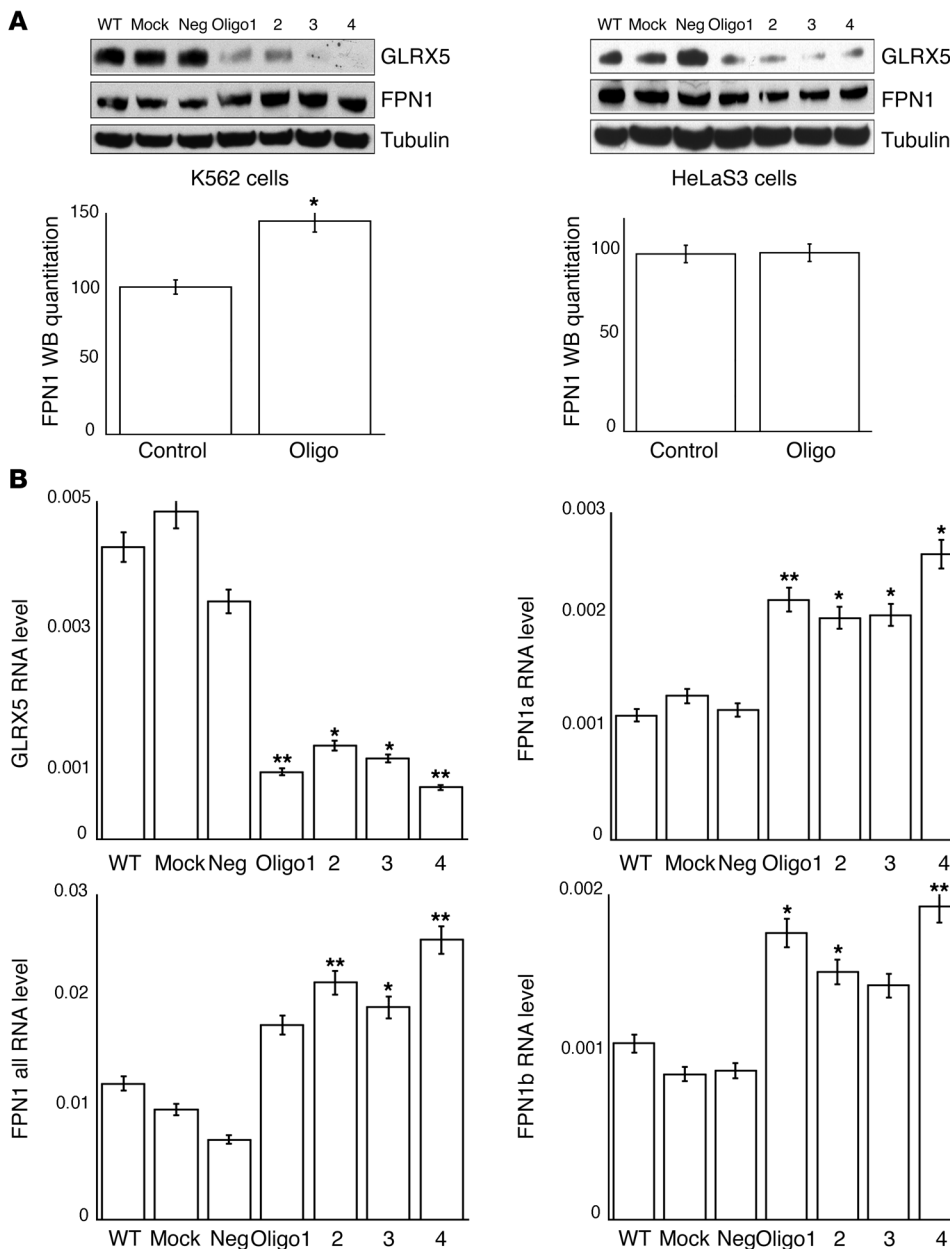 A
WT Mock Neg Oligo1 2 3 4
GLRX5
FPN1
Tubulin
K562 cells
WT Mock Neg Oligo1 2 3 4
GLRX5
FPN1
Tubulin
HeLaS3 cells
FPN1 WB quantitation
150
100
50
0
*
Control Oligo
FPN1 WB quantitation
100
50
0
Control Oligo
B
GLRX5 RNA level
0.005
0.003
0.001
0
** * * **
WT Mock Neg Oligo1 2 3 4
FPN1a RNA level
0.003
0.002
0.001
0
** * * *
WT Mock Neg Oligo1 2 3 4
FPN1 all RNA level
0.03
0.02
0.01
0
** * **
WT Mock Neg Oligo1 2 3 4
FPN1b RNA level
0.002
0.001
0
* * **
WT Mock Neg Oligo1 2 3 4